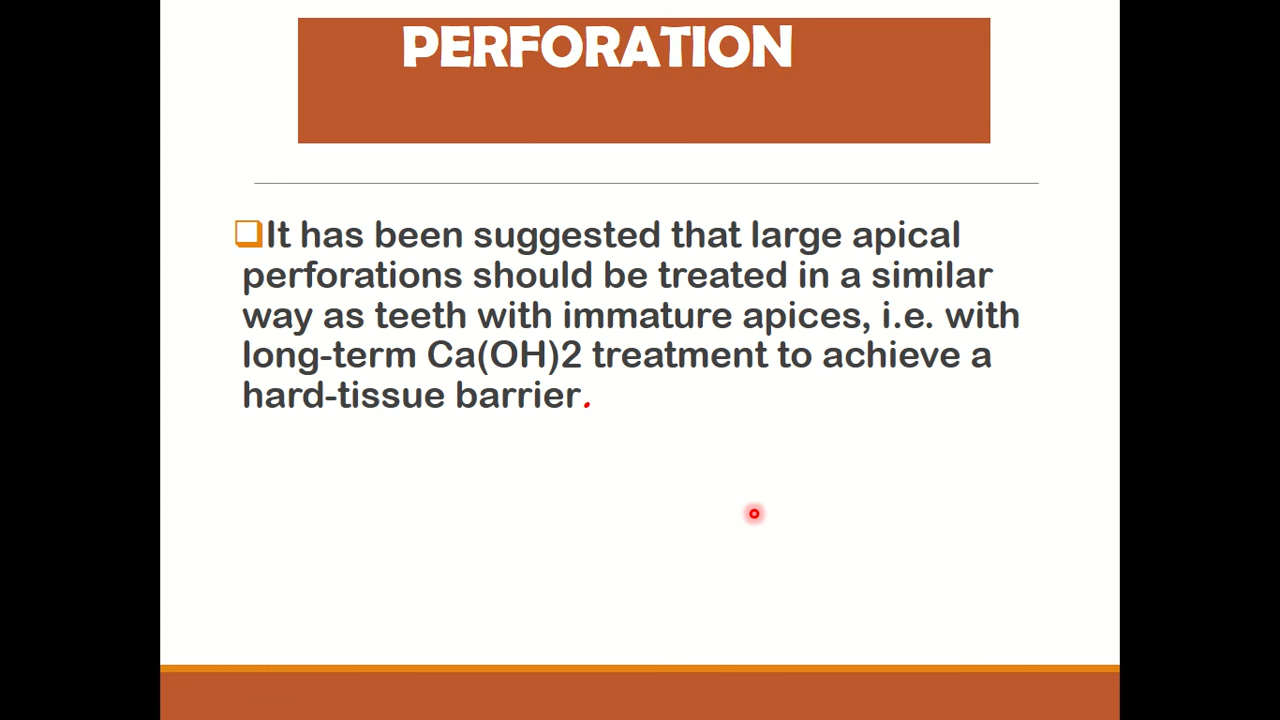 PERFORATION
It has been suggested that large apical
perforations should be treated in a similar
way as teeth with immature apices, i.e. with
long-term Ca(OH)2 treatment to achieve a
hard-tissue barrier.